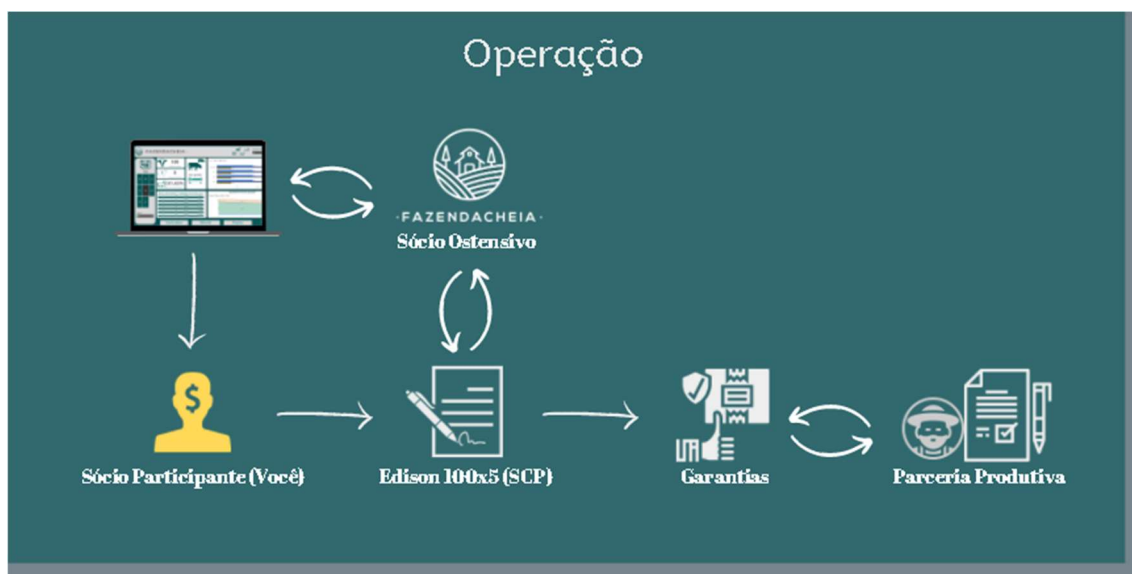 Operação
·FAZENDACHEIA·
Sócio Ostensivo
Sócio Participante (Você)
Edison 100x5 (SCP)
Garantias
Parceria Produtiva